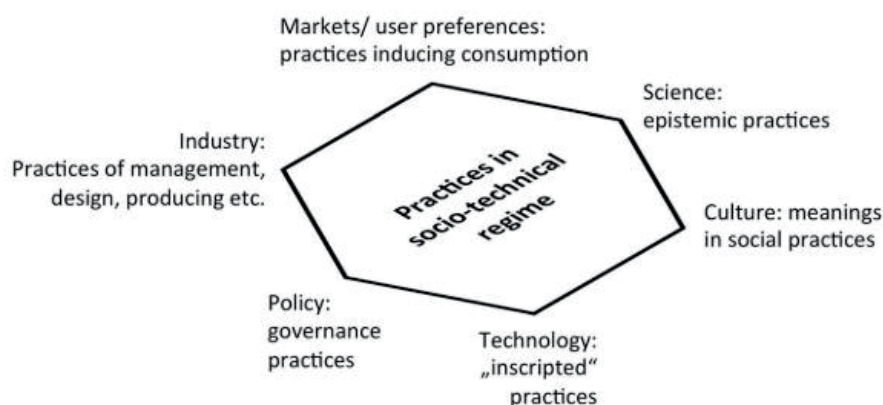 Markets/ user preferences:
practices inducing consumption
Science:
epistemic practices
Industry:
Practices of management,
design, producing etc.
Practices in
socio-technical
regime
Culture: meanings
in social practices
Policy:
governance
practices
Technology:
„inscripted“
practices